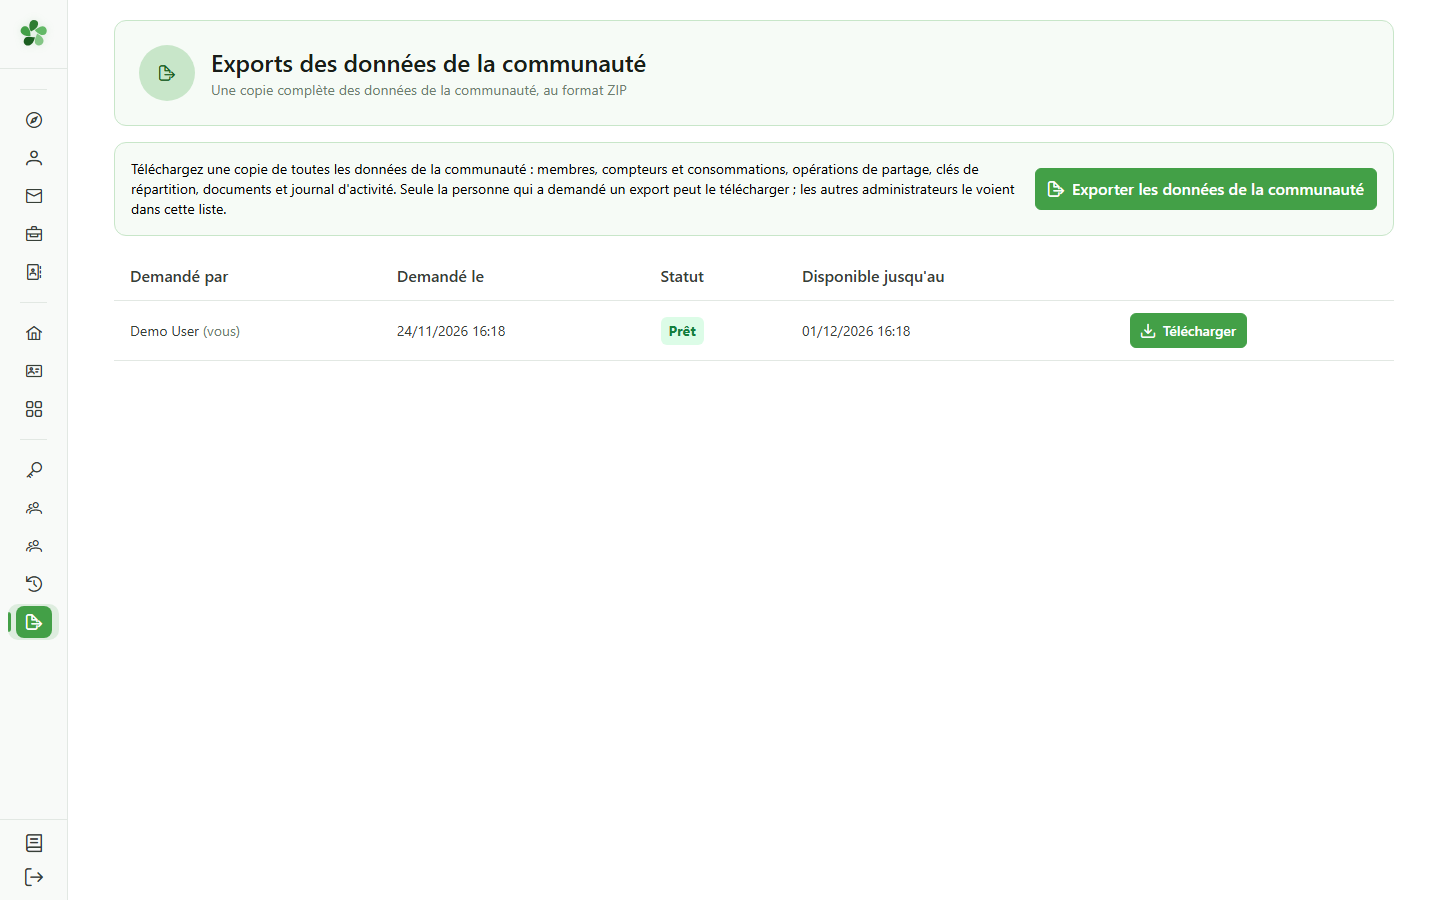 Exports des données de la communauté
Une copie complète des données de la communauté, au format ZIP
Téléchargez une copie de toutes les données de la communauté : membres, compteurs et consommations, opérations de partage, clés de
répartition, documents et journal d'activité. Seule la personne qui a demandé un export peut le télécharger ; les autres administrateurs le voient
dans cette liste.
Exporter les données de la communauté
Demandé par Demandé le Statut Disponible jusqu'au
Demo User (vous) 24/11/2026 16:18 Prêt 01/12/2026 16:18 Télécharger